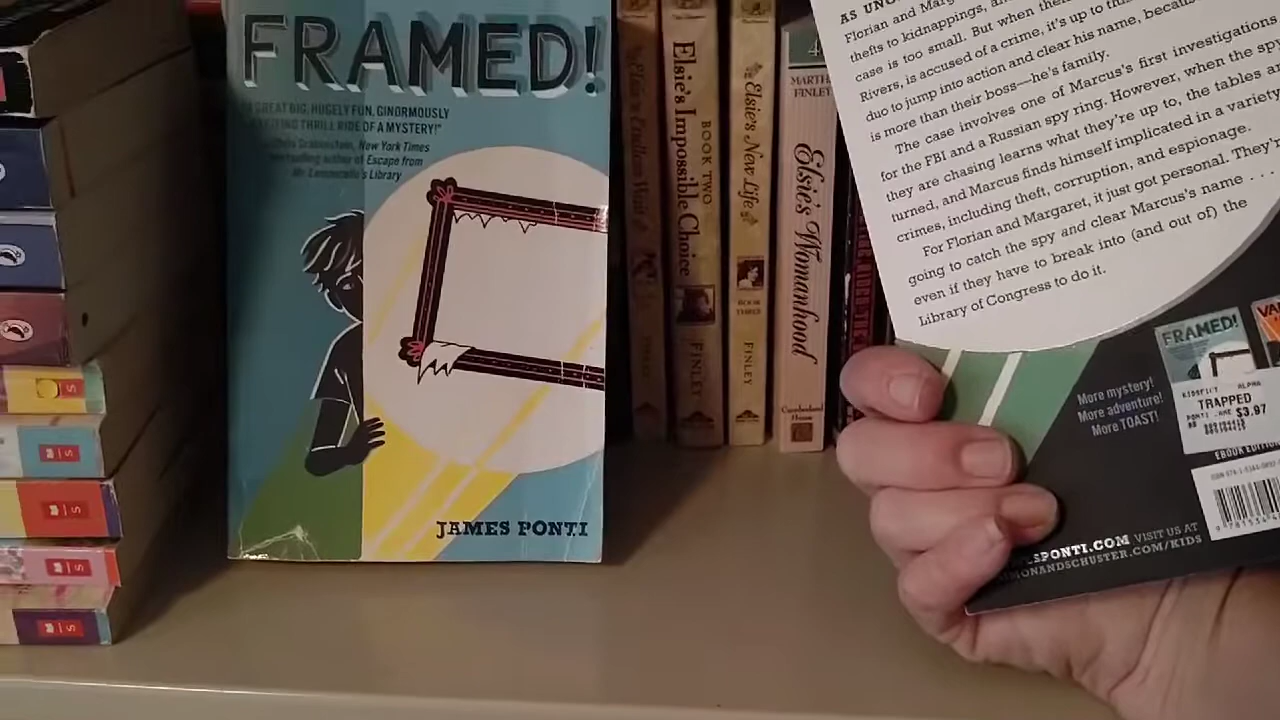 FRAMED!
GREAT BIG, HUGELY FUN, GINORMOUSLY
THRILL RIDE OF A MYSTERY!"
Grabenstein, New York Times
bestselling author of Escape from
Mr. Lemoncello's Library
JAMES PONTI
Elsie's Impossible Choice
BOOK TWO
FINLEY
Elsie's New Life
BOOK THREE
FINLEY
4
MARTHA FINLEY
Elsie's Womanhood
Cumberland House
Florian and
thefts to kidnappings,
case is too small. But when
Rivers, is accused of a crime, it's up to
duo to jump into action and clear his name,
is more than their boss—he's family.
The case involves one of Marcus's first investigations
for the FBI and a Russian spy ring. However, when the spy
they are chasing learns what they're up to, the tables
turned, and Marcus finds himself implicated in a variety
crimes, including theft, corruption, and espionage.
For Florian and Margaret, it just got personal. They're
going to catch the spy and clear Marcus's name . . .
even if they have to break into (and out of) the
Library of Congress to do it.
More mystery!
More adventure!
More TOAST!
FRAMED!
TRAPPED
$3.97
PONTI.COM VISIT US AT
SIMONANDSCHUSTER.COM/KIDS